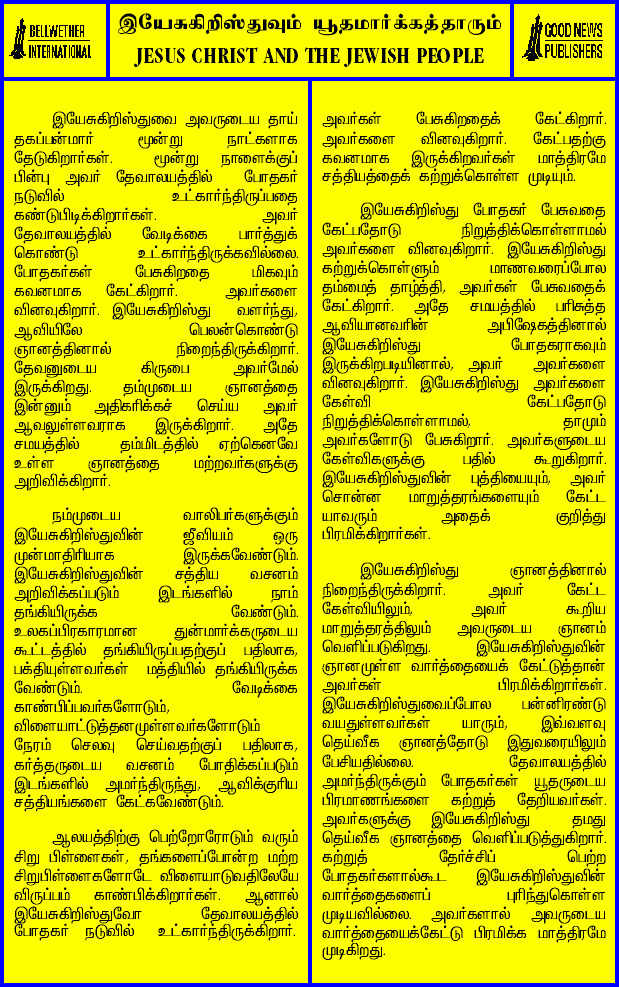 BELLWETHER
INTERNATIONAL
இயேசுகிறிஸ்துவும் யூதமார்க்கத்தாரும்
JESUS CHRIST AND THE JEWISH PEOPLE
GOOD NEWS
PUBLISHERS
இயேசுகிறிஸ்துவை அவருடைய தாய்
தகப்பன்மார் மூன்று நாட்களாக
தேடுகிறார்கள். மூன்று நாளைக்குப்
பின்பு அவர் தேவாலயத்தில் போதகர்
நடுவில் உட்கார்ந்திருப்பதை
கண்டுபிடிக்கிறார்கள். அவர்
தேவாலயத்தில் வேடிக்கை பார்த்துக்
கொண்டு உட்கார்ந்திருக்கவில்லை.
போதகர்கள் பேசுகிறதை மிகவும்
கவனமாக கேட்கிறார். அவர்களை
வினவுகிறார். இயேசுகிறிஸ்து வளர்ந்து,
ஆவியிலே பெலன்கொண்டு
ஞானத்தினால் நிறைந்திருக்கிறார்.
தேவனுடைய கிருபை அவர்மேல்
இருக்கிறது. தம்முடைய ஞானத்தை
இன்னும் அதிகரிக்கச் செய்ய அவர்
ஆவலுள்ளவராக இருக்கிறார். அதே
சமயத்தில் தம்மிடத்தில் ஏற்கெனவே
உள்ள ஞானத்தை மற்றவர்களுக்கு
அறிவிக்கிறார்.
நம்முடைய வாலிபர்களுக்கும்
இயேசுகிறிஸ்துவின் ஜீவியம் ஒரு
முன்மாதிரியாக இருக்கவேண்டும்.
இயேசுகிறிஸ்துவின் சத்திய வசனம்
அறிவிக்கப்படும் இடங்களில் நாம்
தங்கியிருக்க வேண்டும்.
உலகப்பிரகாரமான துன்மார்க்கருடைய
கூட்டத்தில் தங்கியிருப்பதற்குப் பதிலாக,
பக்தியுள்ளவர்கள் மத்தியில் தங்கியிருக்க
வேண்டும். வேடிக்கை
காண்பிப்பவர்களோடும்,
விளையாட்டுத்தனமுள்ளவர்களோடும்
நேரம் செலவு செய்வதற்குப் பதிலாக,
கர்த்தருடைய வசனம் போதிக்கப்படும்
இடங்களில் அமர்ந்திருந்து, ஆவிக்குரிய
சத்தியங்களை கேட்கவேண்டும்.
ஆலயத்திற்கு பெற்றோரோடும் வரும்
சிறு பிள்ளைகள், தங்களைப்போன்ற மற்ற
சிறுபிள்ளைகளோடே விளையாடுவதிலேயே
விருப்பம் காண்பிக்கிறார்கள். ஆனால்
இயேசுகிறிஸ்துவோ தேவாலயத்தில்
போதகர் நடுவில் உட்கார்ந்திருக்கிறார்.
அவர்கள் பேசுகிறதைக் கேட்கிறார்.
அவர்களை வினவுகிறார். கேட்பதற்கு
கவனமாக இருக்கிறவர்கள் மாத்திரமே
சத்தியத்தைக் கற்றுக்கொள்ள முடியும்.
இயேசுகிறிஸ்து போதகர் பேசுவதை
கேட்பதோடு நிறுத்திக்கொள்ளாமல்
அவர்களை வினவுகிறார். இயேசுகிறிஸ்து
கற்றுக்கொள்ளும் மாணவரைப்போல
தம்மைத் தாழ்த்தி, அவர்கள் பேசுவதைக்
கேட்கிறார். அதே சமயத்தில் பரிசுத்த
ஆவியானவரின் அபிஷேகத்தினால்
இயேசுகிறிஸ்து போதகராகவும்
இருக்கிறபடியினால், அவர் அவர்களை
வினவுகிறார். இயேசுகிறிஸ்து அவர்களை
கேள்வி கேட்பதோடு
நிறுத்திக்கொள்ளாமல், தாமும்
அவர்களோடு பேசுகிறார். அவர்களுடைய
கேள்விகளுக்கு பதில் கூறுகிறார்.
இயேசுகிறிஸ்துவின் புத்தியையும், அவர்
சொன்ன மாறுத்தரங்களையும் கேட்ட
யாவரும் அதைக் குறித்து
பிரமிக்கிறார்கள்.
இயேசுகிறிஸ்து ஞானத்தினால்
நிறைந்திருக்கிறார். அவர் கேட்ட
கேள்வியிலும், அவர் கூறிய
மாறுத்தரத்திலும் அவருடைய ஞானம்
வெளிப்படுகிறது. இயேசுகிறிஸ்துவின்
ஞானமுள்ள வார்த்தையைக் கேட்டுத்தான்
அவர்கள் பிரமிக்கிறார்கள்.
இயேசுகிறிஸ்துவைப்போல பன்னிரண்டு
வயதுள்ளவர்கள் யாரும், இவ்வளவு
தெய்வீக ஞானத்தோடு இதுவரையிலும்
பேசியதில்லை. தேவாலயத்தில்
அமர்ந்திருக்கும் போதகர்கள் யூதருடைய
பிரமாணங்களை கற்றுத் தேறியவர்கள்.
அவர்களுக்கு இயேசுகிறிஸ்து தமது
தெய்வீக ஞானத்தை வெளிப்படுத்துகிறார்.
கற்றுத் தேர்ச்சிப் பெற்ற
போதகர்களால்கூட இயேசுகிறிஸ்துவின்
வார்த்தைகளைப் புரிந்துகொள்ள
முடியவில்லை. அவர்களால் அவருடைய
வார்த்தையைக்கேட்டு பிரமிக்க மாத்திரமே
முடிகிறது.